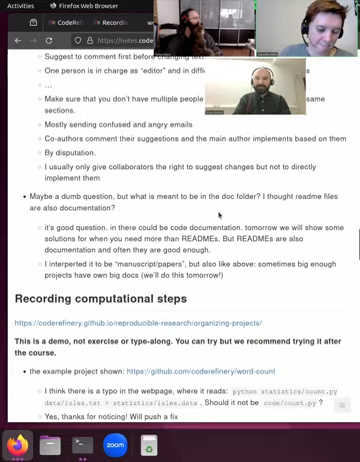 Activities
Firefox Web Browser
CodeRefi
Recordin
https://notes.code
Suggest to comment first before changing text
One person is in charge as "editor" and in diffe
s
...
Make sure that you don't have multiple people
same
sections.
Mostly sending confused and angry emails
Co-authors comment their suggestions and the main author implements based on them
By disputation.
I usually only give collaborators the right to suggest changes but not to directly
implement them
Maybe a dumb question, but what is meant to be in the doc folder? I thought readme files
are also documentation?
it's good question. in there could be code documentation. tomorrow we will show some
solutions for when you need more than READMEs. But READMEs are also
documentation and often they are good enough.
I interpreted it to be "manuscript/papers", but also like above: sometimes big enough
projects have own big docs (we'll do this tomorrow!)
Recording computational steps
https://coderefinery.github.io/reproducible-research/organizing-projects/
This is a demo, not exercise or type-along. You can try but we recommend trying it after
the course.
the example project shown: https://github.com/coderefinery/word-count
I think there is a typo in the webpage, where it reads: python statistics/count.py
data/isles.txt > statistics/isles.data . Should it not be code/count.py ?
Yes, thanks for noticing! Will push a fix
zoom